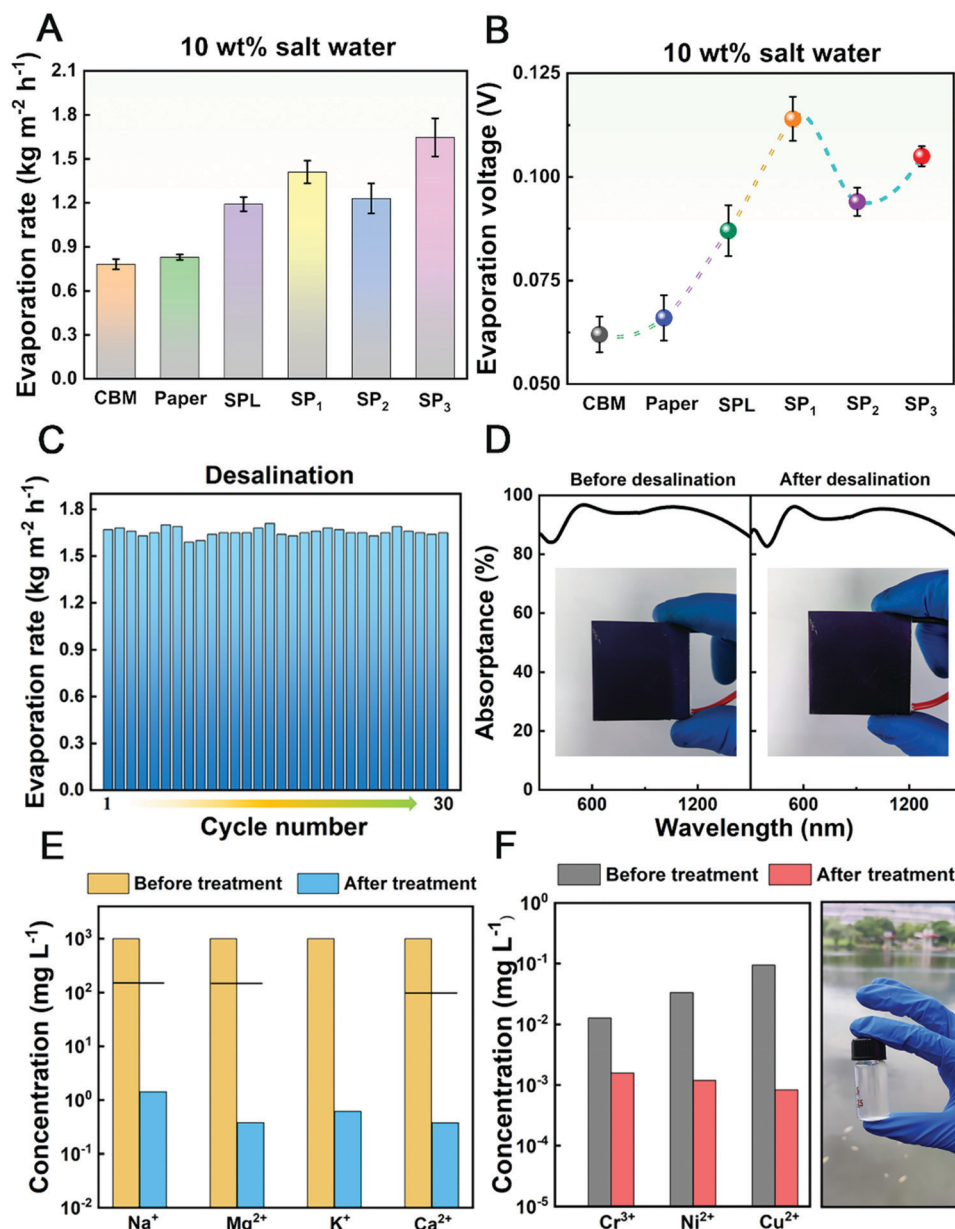 A
10 wt% salt water
Evaporation rate (kg m⁻² h⁻¹)
2.1
1.8
1.5
1.2
0.9
0.6
0.3
0.0
CBM Paper SPL SP₁ SP₂ SP₃
B
10 wt% salt water
Evaporation voltage (V)
0.125
0.100
0.075
0.050
CBM Paper SPL SP₁ SP₂ SP₃
C
Desalination
Evaporation rate (kg m⁻² h⁻¹)
1.8
1.5
1.2
0.9
0.6
0.3
0.0
1 30
Cycle number
D
Before desalination After desalination
Absorptance (%)
100
80
60
40
20
0
600 1200 600 1200
Wavelength (nm)
E
Before treatment After treatment
Concentration (mg L⁻¹)
10³
10²
10¹
10⁰
10⁻¹
10⁻²
Na⁺ Mg²⁺ K⁺ Ca²⁺
F
Before treatment After treatment
Concentration (mg L⁻¹)
10⁰
10⁻¹
10⁻²
10⁻³
10⁻⁴
10⁻⁵
Cr³⁺ Ni²⁺ Cu²⁺